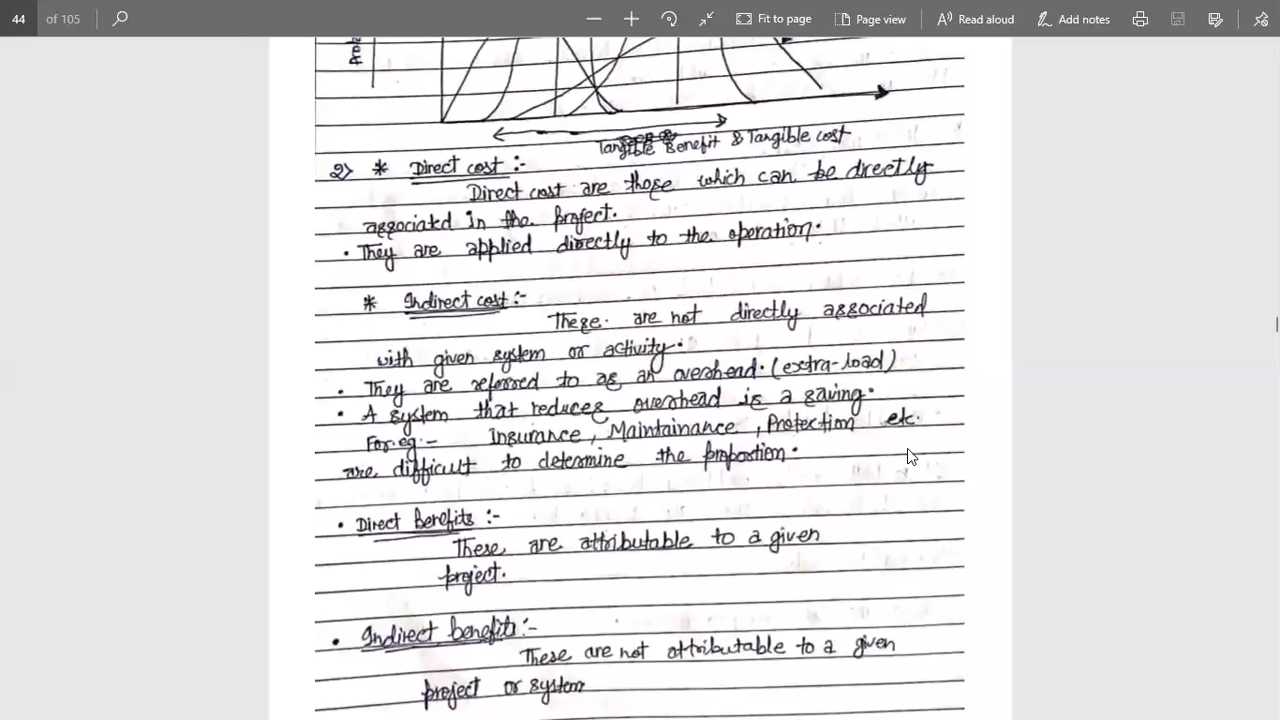 44 of 105 Fit to page Page view Read aloud Add notes
Tangible Benefit & Tangible cost
2) * Direct cost :-
Direct cost are those which can be directly
associated in the project.
• They are applied directly to the operation.
* Indirect cost :-
These are not directly associated
with given system or activity.
• They are referred to as an overhead. (extra-load)
• A system that reduces overhead is a saving.
For eg :- Insurance, Maintainance, Protection etc.
are difficult to determine the proportion.
• Direct Benefits :-
These are attributable to a given
project.
• Indirect benefits :-
These are not attributable to a given
project or system